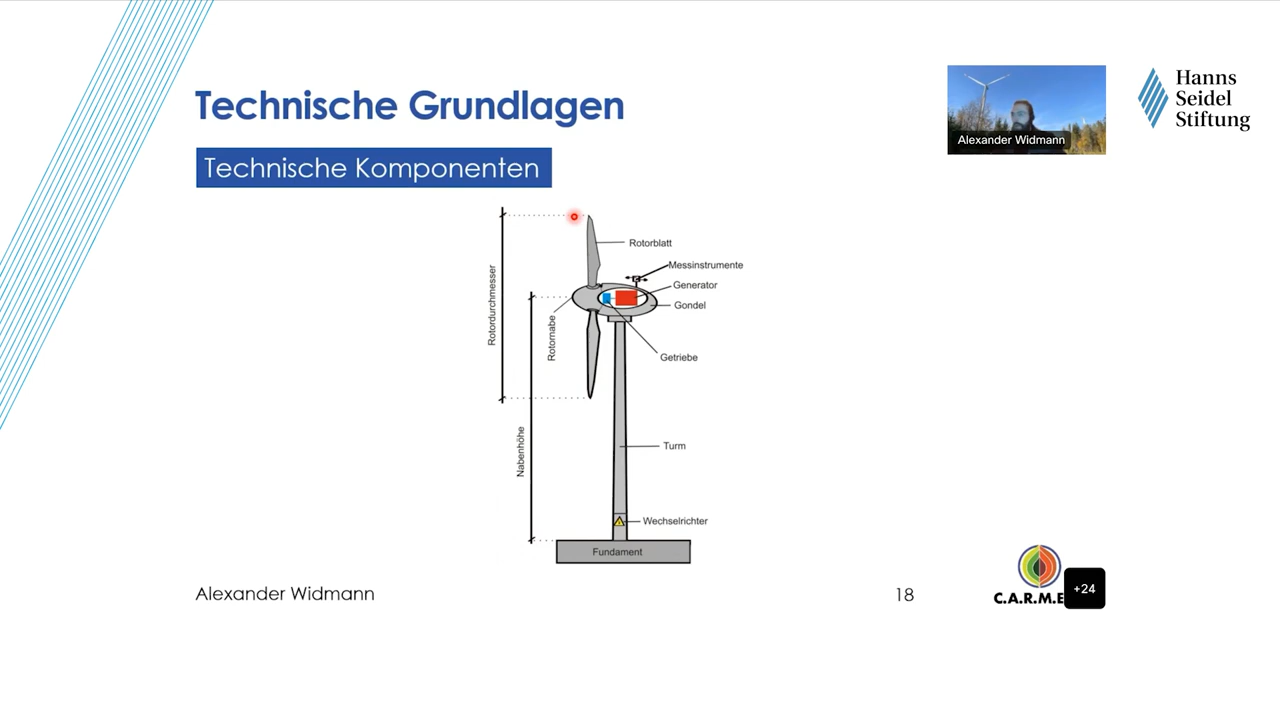 Technische Grundlagen
Technische Komponenten
Alexander Widmann
Hanns
Seidel
Stiftung
Rotordurchmesser
Rotornabe
Nabenhöhe
Rotorblatt
Messinstrumente
Generator
Gondel
Getriebe
Turm
Wechselrichter
Fundament
Alexander Widmann
18
C.A.R.M.E
+24